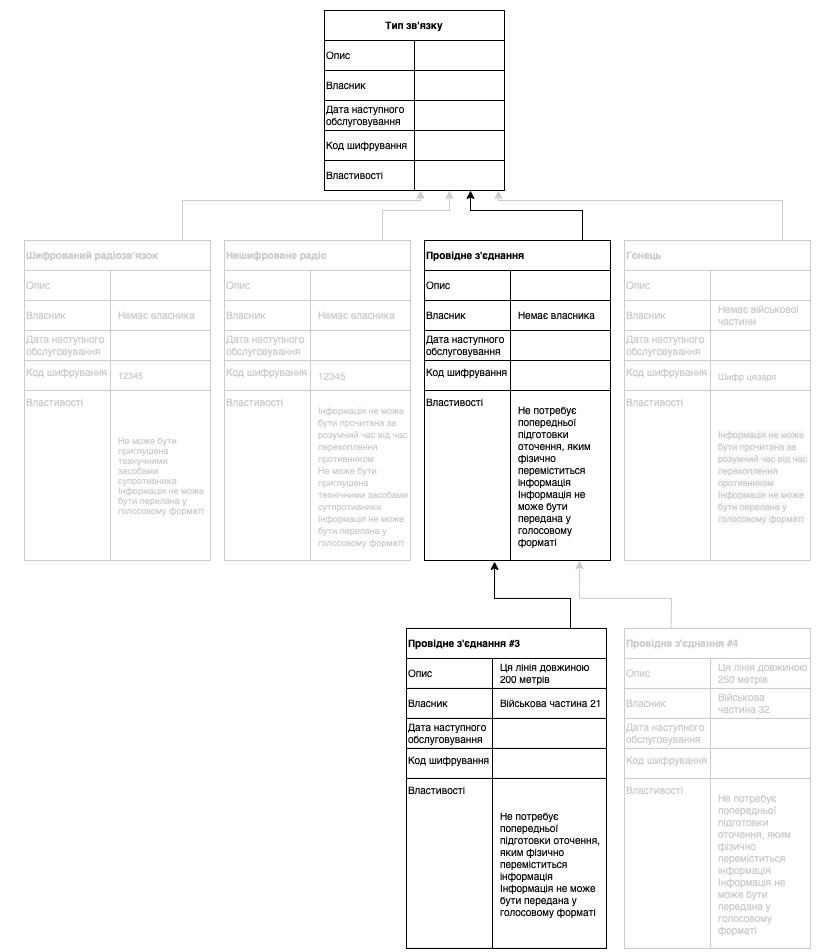 Тип зв'язку
Опис
Власник
Дата наступного
обслуговування
Код шифрування
Властивості
Шифрований радіозв'язок
Опис
Власник
Немає власника
Дата наступного
обслуговування
Код шифрування
12345
Властивості
Не може бути
приглушена
технучними
засобами
супротивника
Інформація не може
бути перелана у
голосовому форматі
Нешифроване радіо
Опис
Власник
Немає власника
Дата наступного
обслуговування
Код шифрування
12345
Властивості
Інформація не може
бути прочитана за
розумний час від час
перехоплення
противником
Не може бути
приглушена
технічними засобами
сутпротивника
Інформація не може
бути перелана у
голосовому форматі
Провідне з'єднання
Опис
Власник
Немає власника
Дата наступного
обслуговування
Код шифрування
Властивості
Не потребує
попередньої
підготовки
оточення, яким
фізично
переміститься
інформація
Інформація не
може бути
передана у
голосовому
форматі
Гонець
Опис
Власник
Немає військової
частини
Дата наступного
обслуговування
Код шифрування
Шифр цезаря
Властивості
Інформація не може
бути прочитана за
розумний час від час
перехоплення
противником
Інформація не може
бути перелана у
голосовому форматі
Провідне з'єднання #3
Опис
Ця лінія довжиною
200 метрів
Власник
Військова частина 21
Дата наступного
обслуговування
Код шифрування
Властивості
Не потребує
попередньої
підготовки оточення,
яким фізично
переміститься
інформація
Інформація не може
бути передана у
голосовому форматі
Провідне з'єднання #4
Опис
Ця лінія довжиною
250 метрів
Власник
Військова
частина 32
Дата наступного
обслуговування
Код шифрування
Властивості
Не потребує
попередньої
підготовки
оточення, яким
фізично
переміститься
інформація
Інформація не
може бути
передана у
голосовому
форматі